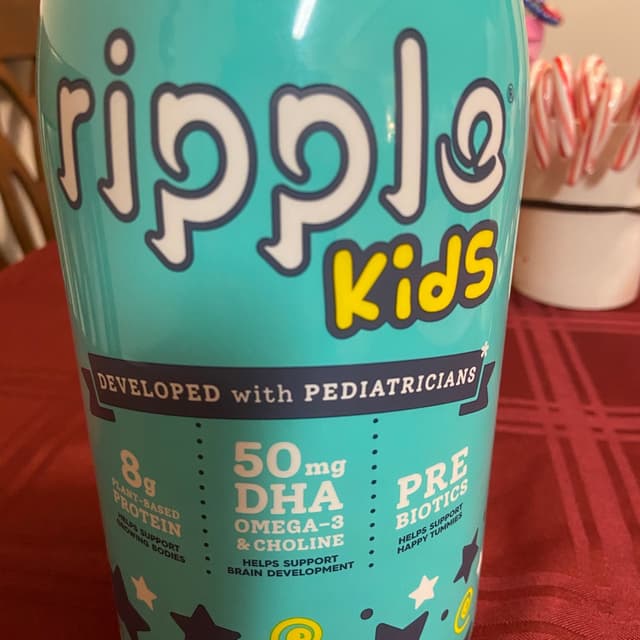 ripple®
Kids
DEVELOPED with PEDIATRICIANS*
8g
PLANT-BASED
PROTEIN
HELPS SUPPORT
GROWING BODIES
50mg
DHA
OMEGA-3
& CHOLINE
HELPS SUPPORT
BRAIN DEVELOPMENT
PRE
BIOTICS
HELPS SUPPORT
HAPPY TUMMIES